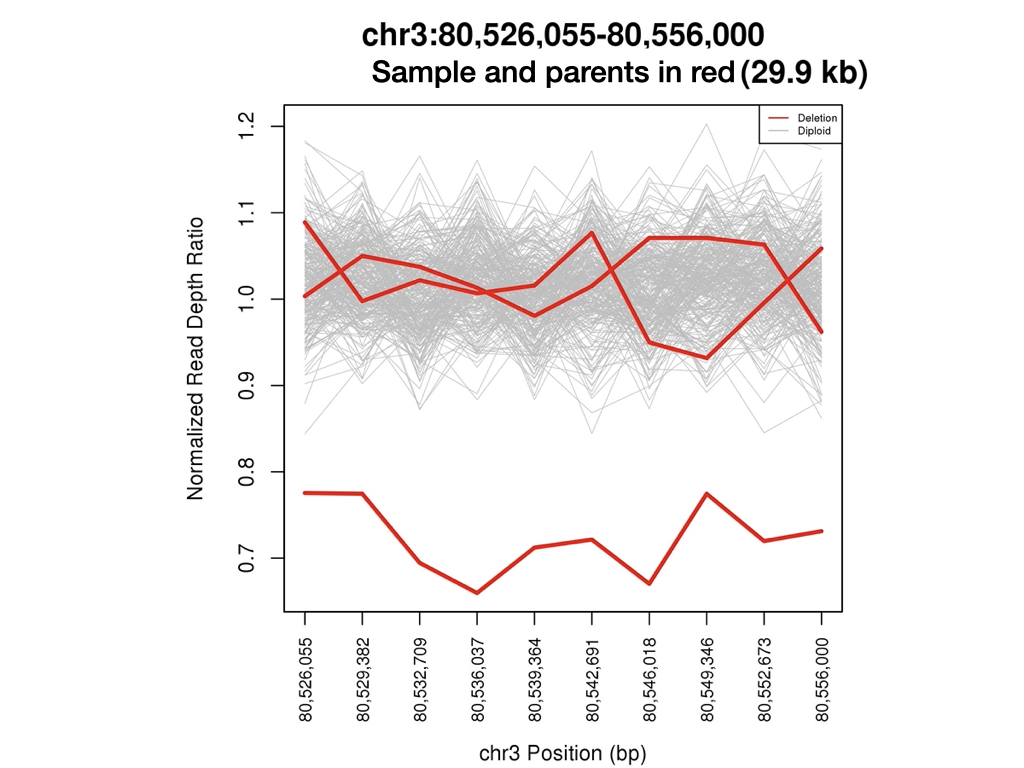 chr3:80,526,055-80,556,000
Sample and parents in red (29.9 kb)
Deletion
Diploid
Normalized Read Depth Ratio
1.2
1.1
1.0
0.9
0.8
0.7
80,526,055
80,529,382
80,532,709
80,536,037
80,539,364
80,542,691
80,546,018
80,549,346
80,552,673
80,556,000
chr3 Position (bp)